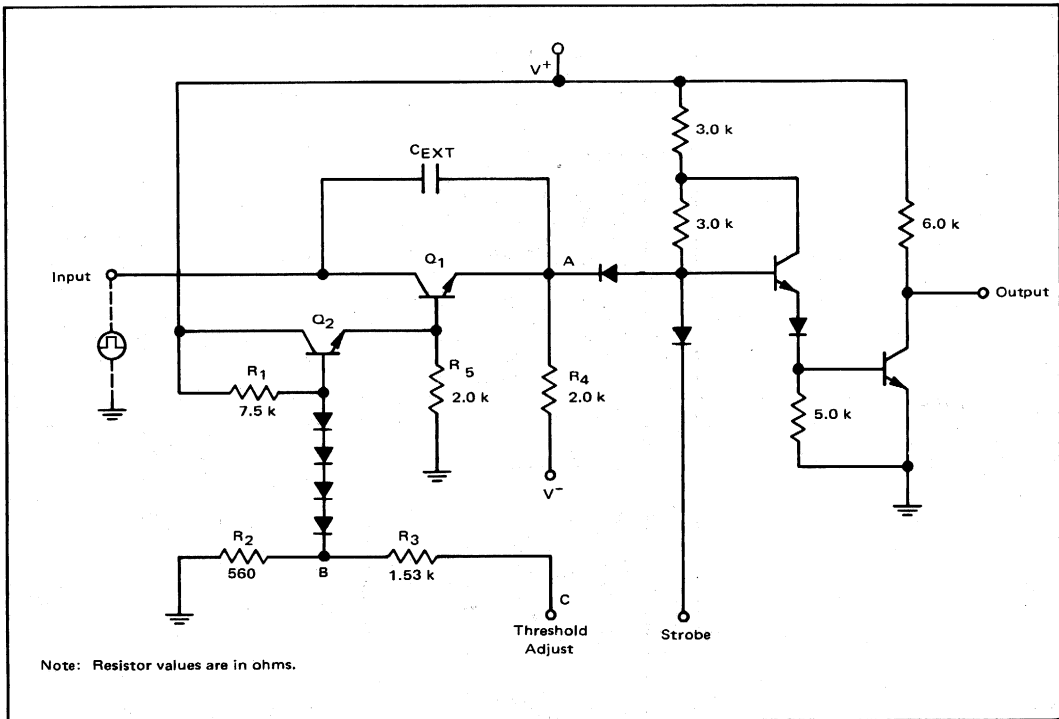 V+
3.0 k
CEXT
3.0 k
6.0 k
Q1
A
Input
Output
Q2
R1
7.5 k
R5
2.0 k
R4
2.0 k
5.0 k
V−
R2
560
B
R3
1.53 k
C
Threshold
Adjust
Strobe
Note: Resistor values are in ohms.